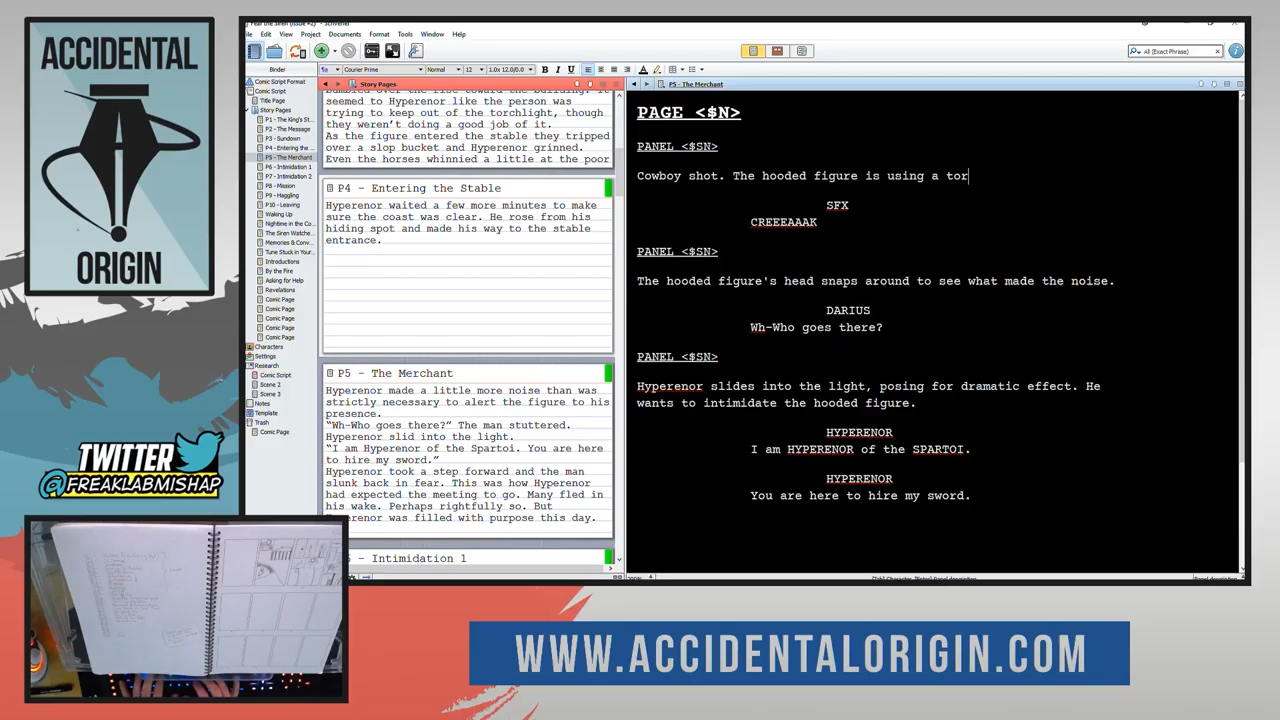 ACCIDENTAL
ORIGIN
TWITTER
@FREAKLABMISHAP
Edit View Project Documents Format Tools Window Help
All (Exact Phrase)
Courier Prime Normal 12 1.0x 12.0/0.0 B I U A
Binder
Story Pages
P5 - The Merchant
Comic Script Format
Comic Script
Title Page
Story Pages
P1 - The King's St...
P2 - The Message
P3 - Sundown
P4 - Entering the ...
P5 - The Merchant
P6 - Intimidation 1
P7 - Intimidation 2
P8 - Mission
P9 - Haggling
P10 - Leaving
Waking Up
Nightime in the Co...
The Siren Watche...
Memories & Conv...
Tune Stuck in Your...
Introductions
By the Fire
Asking for Help
Revelations
Comic Page
Comic Page
Comic Page
Comic Page
Comic Page
Characters
Settings
Research
Comic Script
Scene 2
Scene 3
Notes
Template
Trash
Comic Page
seemed to Hyperenor like the person was
trying to keep out of the torchlight, though
they weren't doing a good job of it.
As the figure entered the stable they tripped
over a slop bucket and Hyperenor grinned.
Even the horses whinnied a little at the poor
P4 - Entering the Stable
Hyperenor waited a few more minutes to make
sure the coast was clear. He rose from his
hiding spot and made his way to the stable
entrance.
P5 - The Merchant
Hyperenor made a little more noise than was
strictly necessary to alert the figure to his
presence.
“Wh-Who goes there?” The man stuttered.
Hyperenor slid into the light.
“I am Hyperenor of the Spartoi. You are here
to hire my sword.”
Hyperenor took a step forward and the man
slunk back in fear. This was how Hyperenor
had expected the meeting to go. Many fled in
his wake. Perhaps rightfully so. But
Hyperenor was filled with purpose this day.
- Intimidation 1
PAGE <$N>
PANEL <$SN>
Cowboy shot. The hooded figure is using a tor
SFX
CREEEAAAK
PANEL <$SN>
The hooded figure's head snaps around to see what made the noise.
DARIUS
Wh-Who goes there?
PANEL <$SN>
Hyperenor slides into the light, posing for dramatic effect. He
wants to intimidate the hooded figure.
HYPERENOR
I am HYPERENOR of the SPARTOI.
HYPERENOR
You are here to hire my sword.
WWW.ACCIDENTALORIGIN.COM